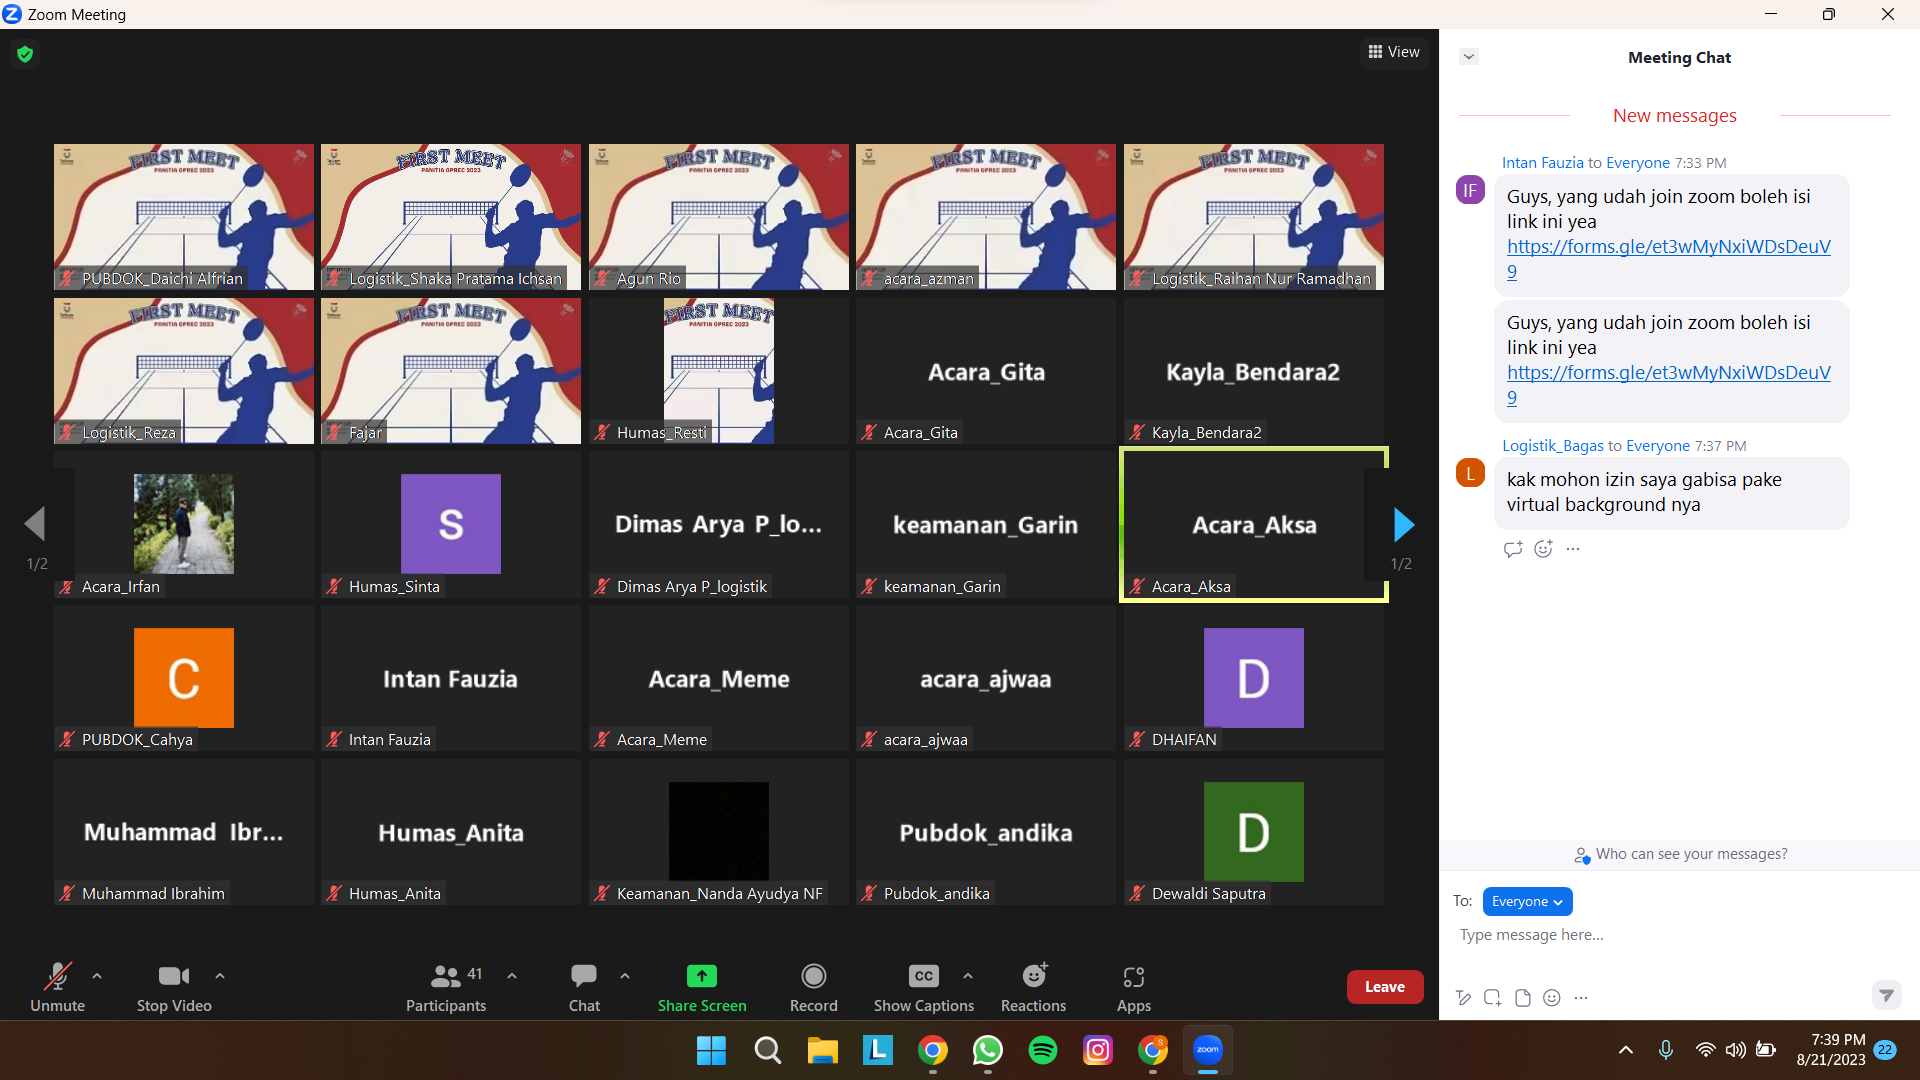 Zoom Meeting
View
FIRST MEET
PANITIA OPREC 2023
PUBDOK_Daichi Alfrian
FIRST MEET
PANITIA OPREC 2023
Logistik_Shaka Pratama Ichsan
FIRST MEET
PANITIA OPREC 2023
Agun Rio
FIRST MEET
PANITIA OPREC 2023
acara_azman
FIRST MEET
PANITIA OPREC 2023
Logistik_Raihan Nur Ramadhan
FIRST MEET
PANITIA OPREC 2023
Logistik_Reza
FIRST MEET
PANITIA OPREC 2023
Fajar
FIRST MEET
PANITIA OPREC 2023
Humas_Resti
Acara_Gita
Acara_Gita
Kayla_Bendara2
Kayla_Bendara2
1/2
Acara_Irfan
S
Humas_Sinta
Dimas Arya P_lo...
Dimas Arya P_logistik
keamanan_Garin
keamanan_Garin
Acara_Aksa
Acara_Aksa
1/2
C
PUBDOK_Cahya
Intan Fauzia
Intan Fauzia
Acara_Meme
Acara_Meme
acara_ajwaa
acara_ajwaa
D
DHAIFAN
Muhammad Ibr...
Muhammad Ibrahim
Humas_Anita
Humas_Anita
Keamanan_Nanda Ayudya NF
Pubdok_andika
Pubdok_andika
D
Dewaldi Saputra
Unmute
Stop Video
41
Participants
Chat
Share Screen
Record
CC
Show Captions
Reactions
Apps
Leave
Meeting Chat
New messages
Intan Fauzia to Everyone 7:33 PM
IF
Guys, yang udah join zoom boleh isi
link ini yea
https://forms.gle/et3wMyNxiWDsDeuV
9
Guys, yang udah join zoom boleh isi
link ini yea
https://forms.gle/et3wMyNxiWDsDeuV
9
Logistik_Bagas to Everyone 7:37 PM
L
kak mohon izin saya gabisa pake
virtual background nya
Who can see your messages?
To: Everyone
Type message here...
L
S
zoom
7:39 PM
8/21/2023
22